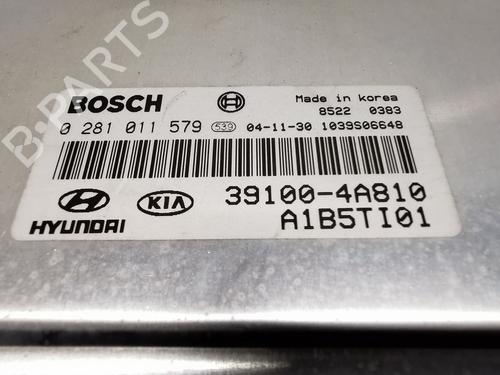 B-PARTS
BOSCH
Made in korea
8522 0383
0 281 011 579 539 04-11-30 1039S06648
HYUNDAI
KIA
39100-4A810
A1B5TI01